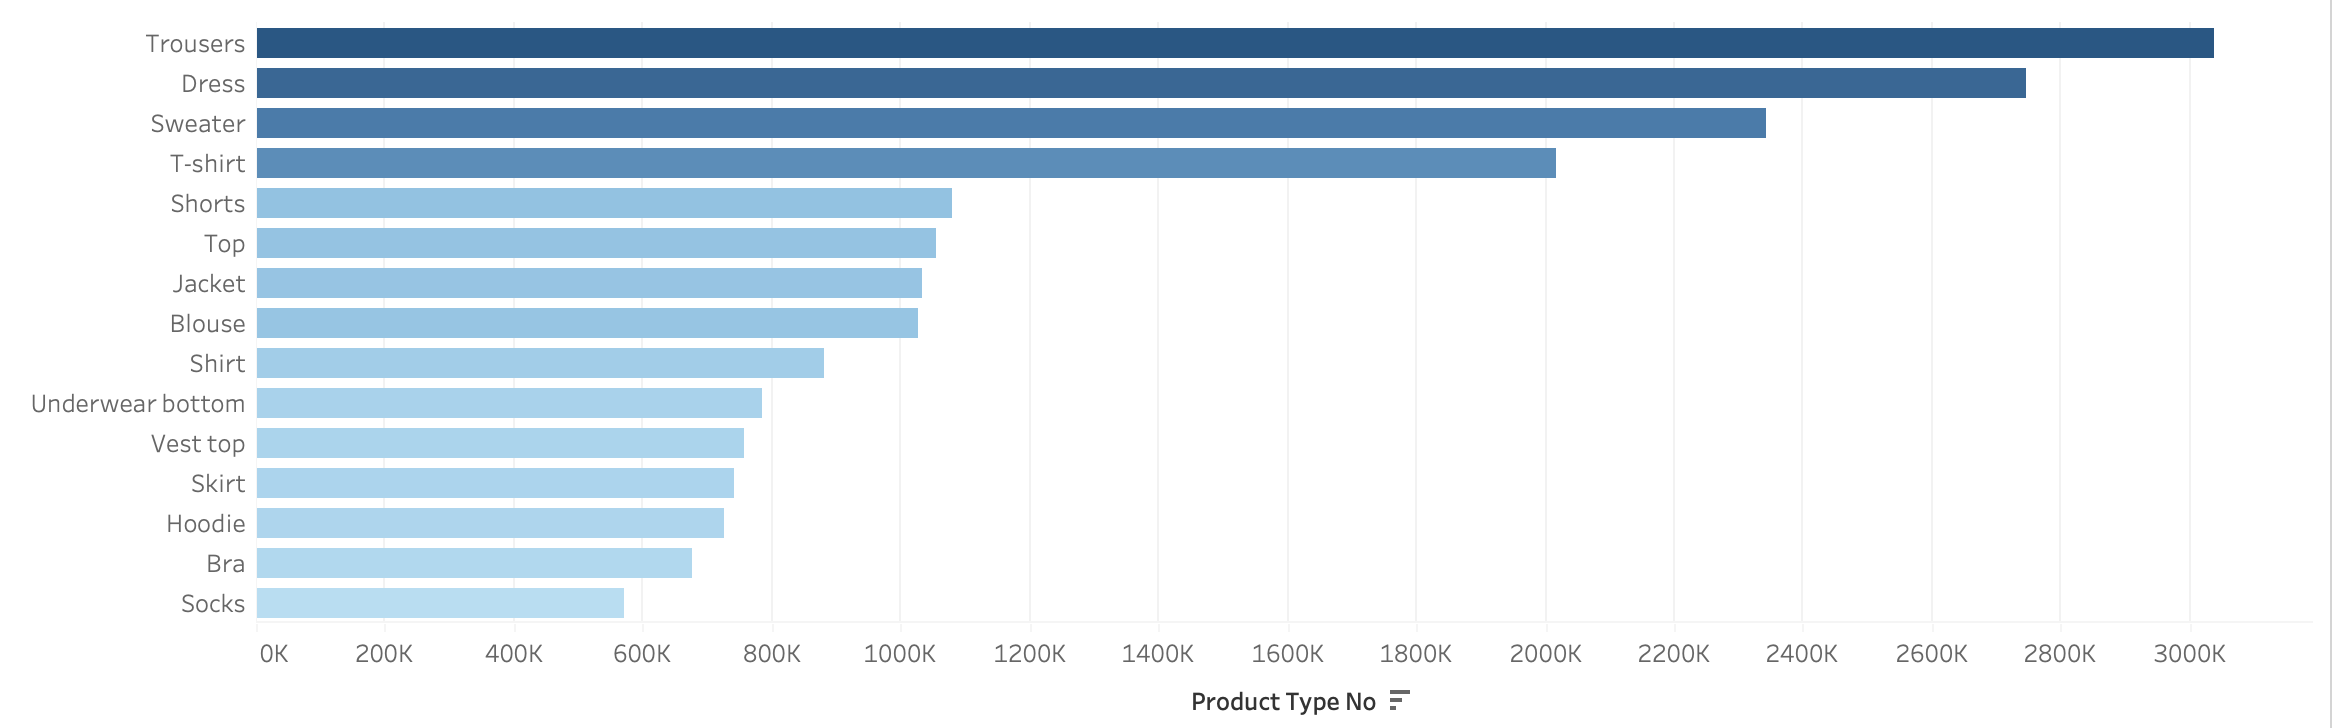 Trousers
Dress
Sweater
T-shirt
Shorts
Top
Jacket
Blouse
Shirt
Underwear bottom
Vest top
Skirt
Hoodie
Bra
Socks
0K 200K 400K 600K 800K 1000K 1200K 1400K 1600K 1800K 2000K 2200K 2400K 2600K 2800K 3000K
Product Type No